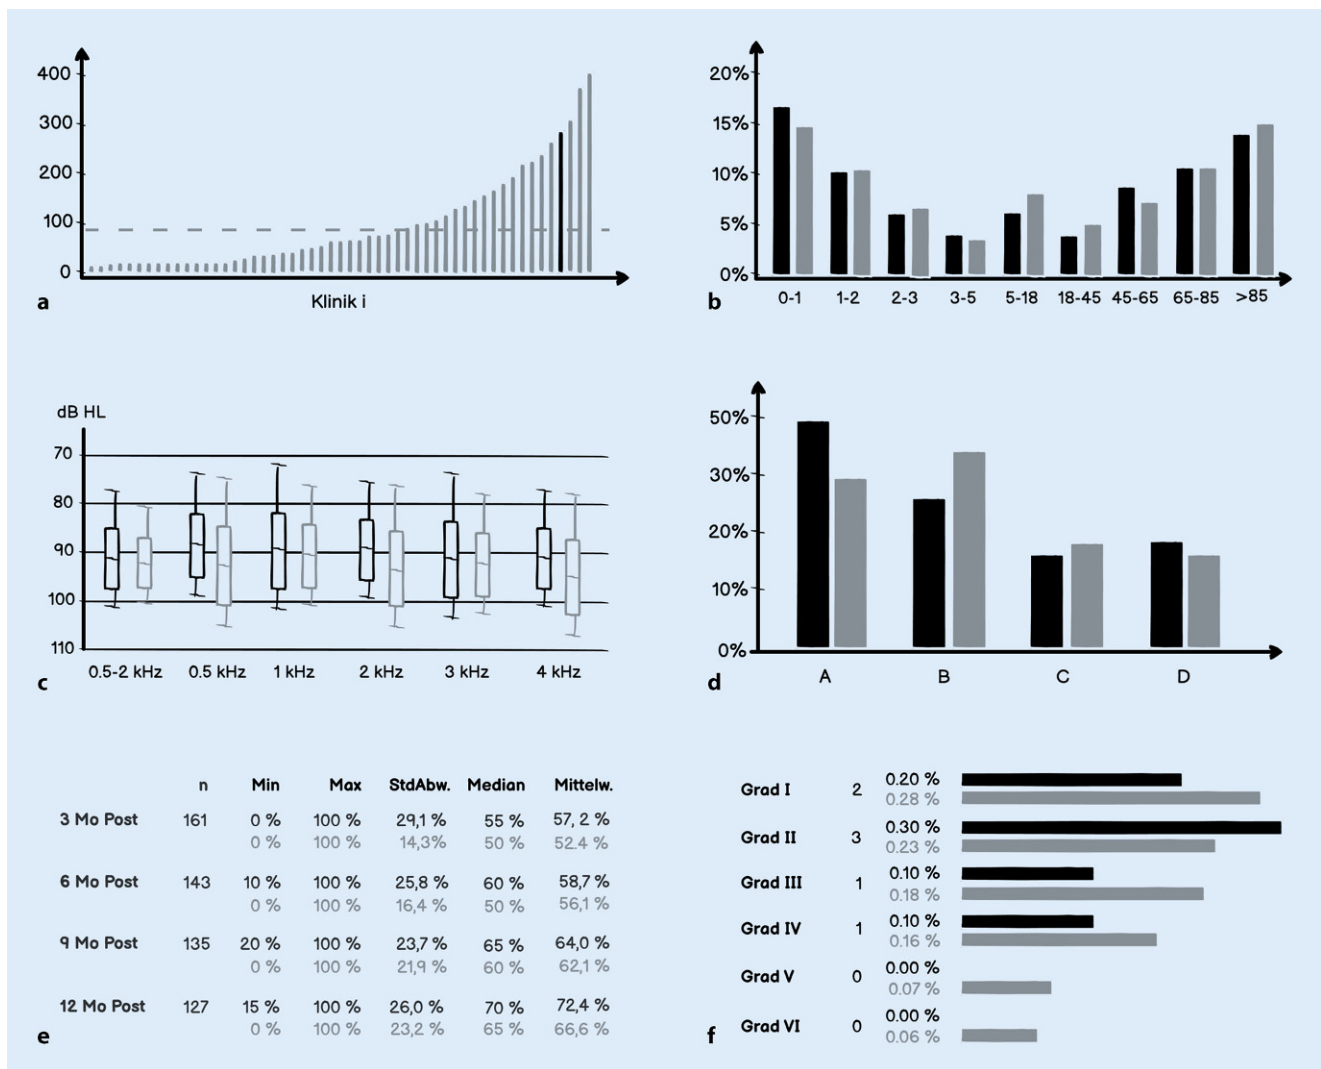 400
300
200
100
0
Klinik i
a
20%
15%
10%
5%
0%
0-1 1-2 2-3 3-5 5-18 18-45 45-65 65-85 >85
b
dB HL
70
80
90
100
110
0.5-2 kHz 0.5 kHz 1 kHz 2 kHz 3 kHz 4 kHz
c
50%
30%
20%
10%
0%
A B C D
d
n Min Max StdAbw. Median Mittelw.
3 Mo Post 161 0 % 100 % 29,1 % 55 % 57, 2 %
0 % 100 % 14,3% 50 % 52.4 %
6 Mo Post 143 10 % 100 % 25,8 % 60 % 58,7 %
0 % 100 % 16,4 % 50 % 56,1 %
9 Mo Post 135 20 % 100 % 23,7 % 65 % 64,0 %
0 % 100 % 21,9 % 60 % 62,1 %
12 Mo Post 127 15 % 100 % 26,0 % 70 % 72,4 %
0 % 100 % 23,2 % 65 % 66,6 %
e
Grad I 2 0.20 %
0.28 %
Grad II 3 0.30 %
0.23 %
Grad III 1 0.10 %
0.18 %
Grad IV 1 0.10 %
0.16 %
Grad V 0 0.00 %
0.07 %
Grad VI 0 0.00 %
0.06 %
f